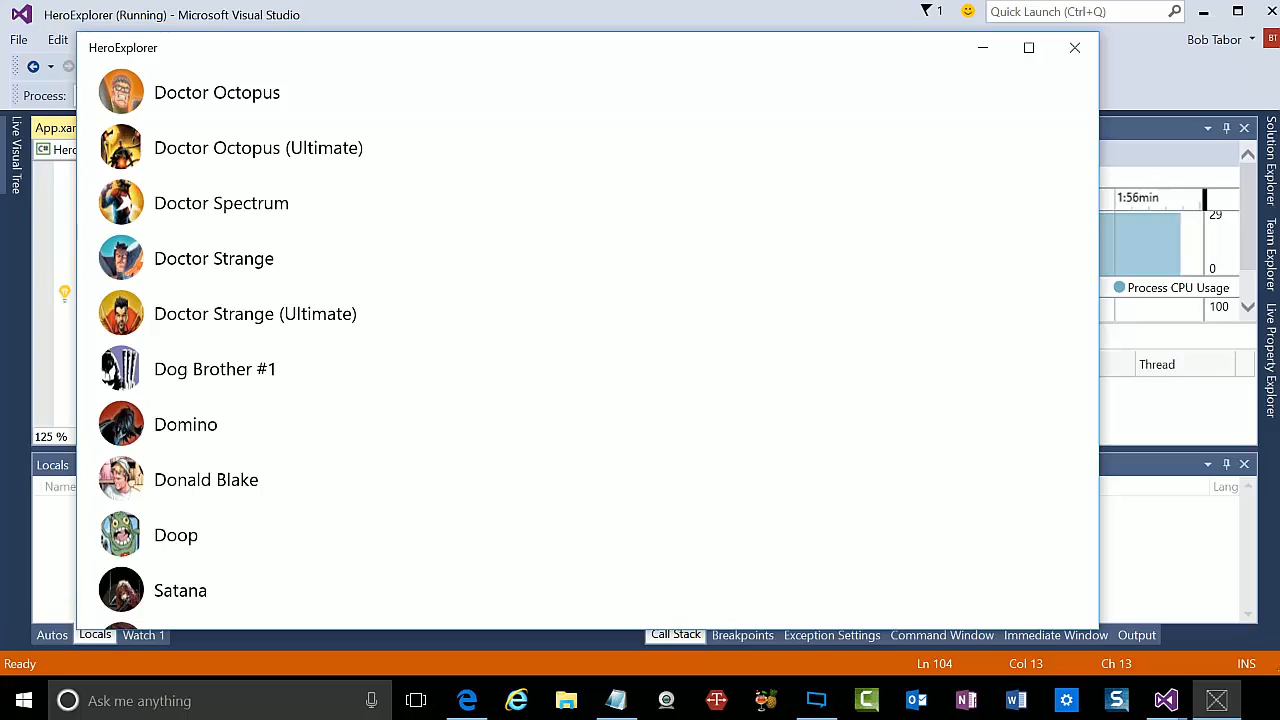 HeroExplorer (Running) - Microsoft Visual Studio
1
Quick Launch (Ctrl+Q)
File
Edit
Bob Tabor
BT
HeroExplorer
Process:
Doctor Octopus
Doctor Octopus (Ultimate)
Doctor Spectrum
Doctor Strange
Doctor Strange (Ultimate)
Dog Brother #1
Domino
Donald Blake
Doop
Satana
Live Visual Tree
App.xam
C# Hero
125 %
Locals
Name
1:56min
29
0
Process CPU Usage
100
Thread
Lang
Solution Explorer
Team Explorer
Live Property Explorer
Autos
Locals
Watch 1
Call Stack
Breakpoints
Exception Settings
Command Window
Immediate Window
Output
Ready
Ln 104
Col 13
Ch 13
INS
Ask me anything